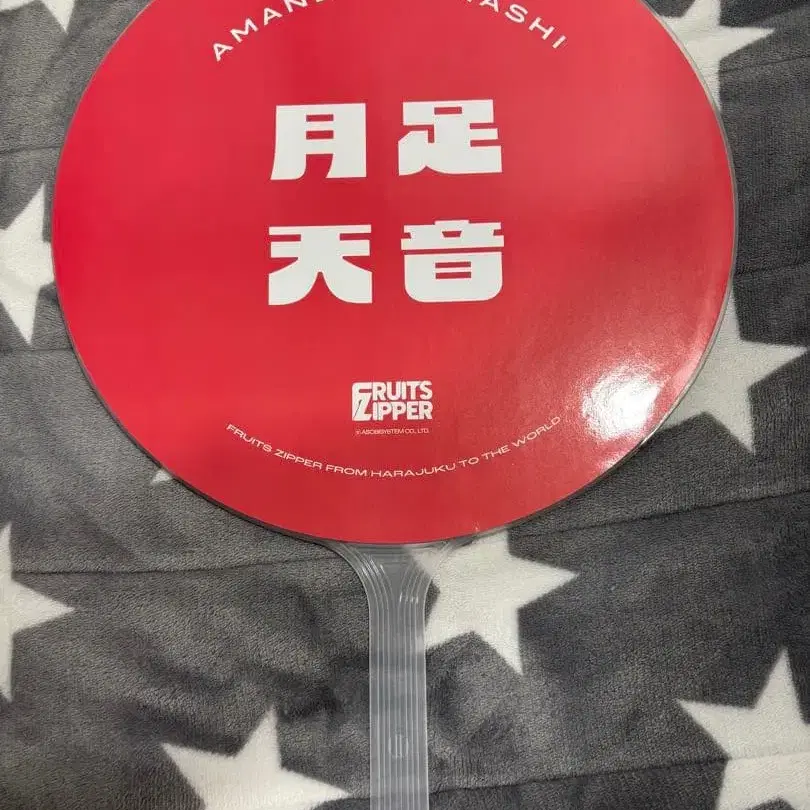 月足
天音
FRUITS
ZIPPER
© ASOBISYSTEM CO., LTD.
FRUITS ZIPPER FROM HARAJUKU TO THE WORLD